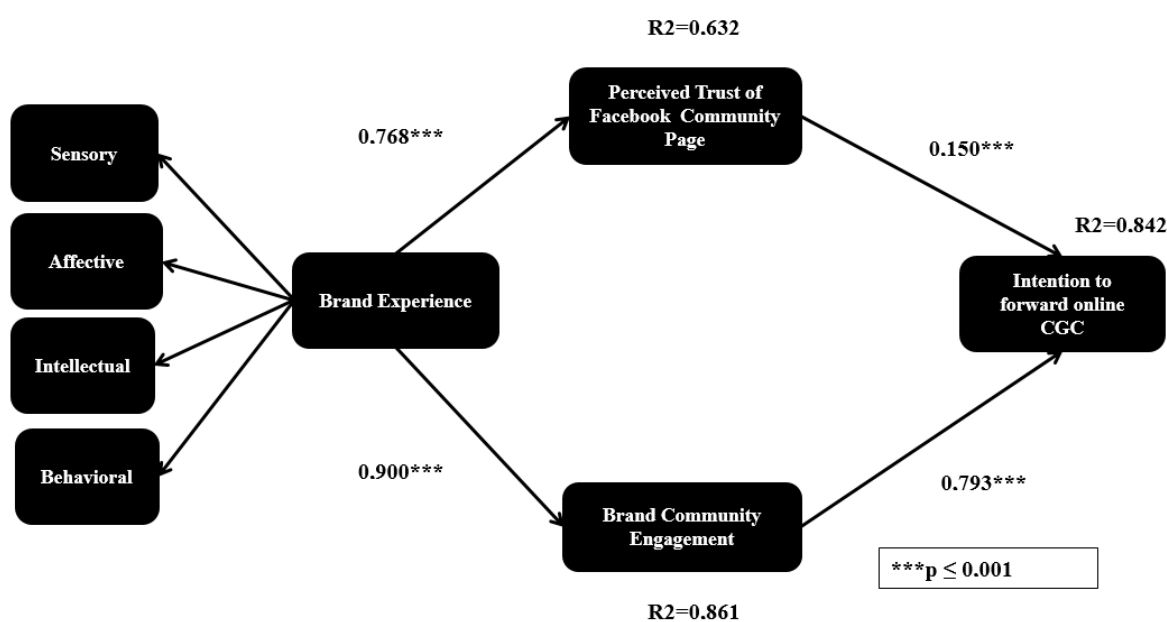 R2=0.632
Perceived Trust of
Facebook Community
Page
Sensory
0.768***
0.150***
R2=0.842
Affective
Brand Experience
Intention to
forward online
CGC
Intellectual
Behavioral
0.900***
0.793***
Brand Community
Engagement
***p ≤ 0.001
R2=0.861